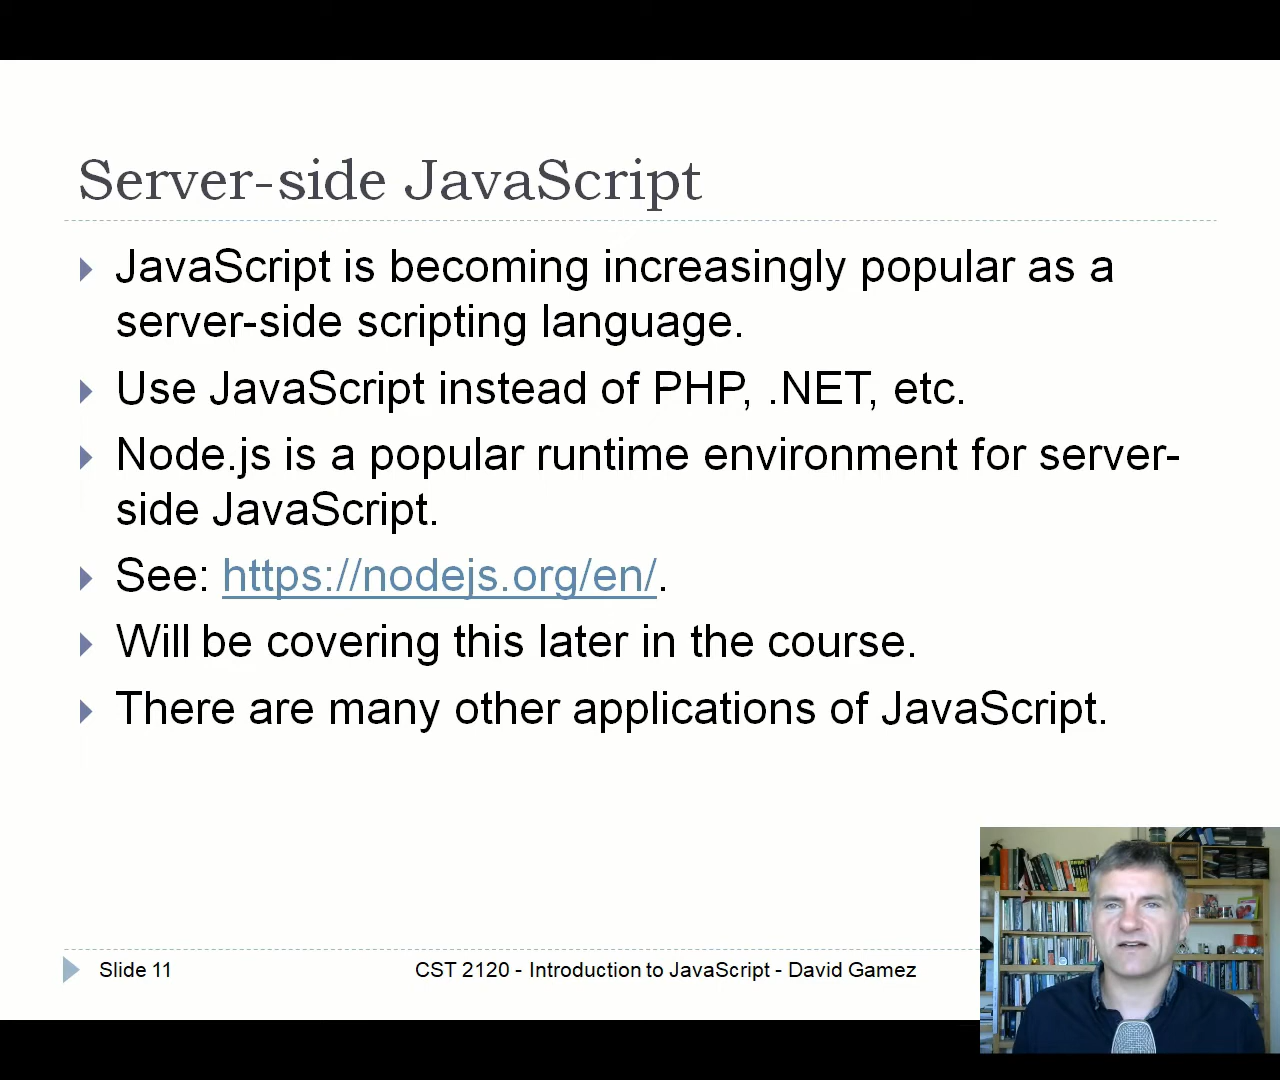 Server-side JavaScript
JavaScript is becoming increasingly popular as a
server-side scripting language.
Use JavaScript instead of PHP, .NET, etc.
Node.js is a popular runtime environment for server-
side JavaScript.
See: https://nodejs.org/en/.
Will be covering this later in the course.
There are many other applications of JavaScript.
Slide 11
CST 2120 - Introduction to JavaScript - David Gamez